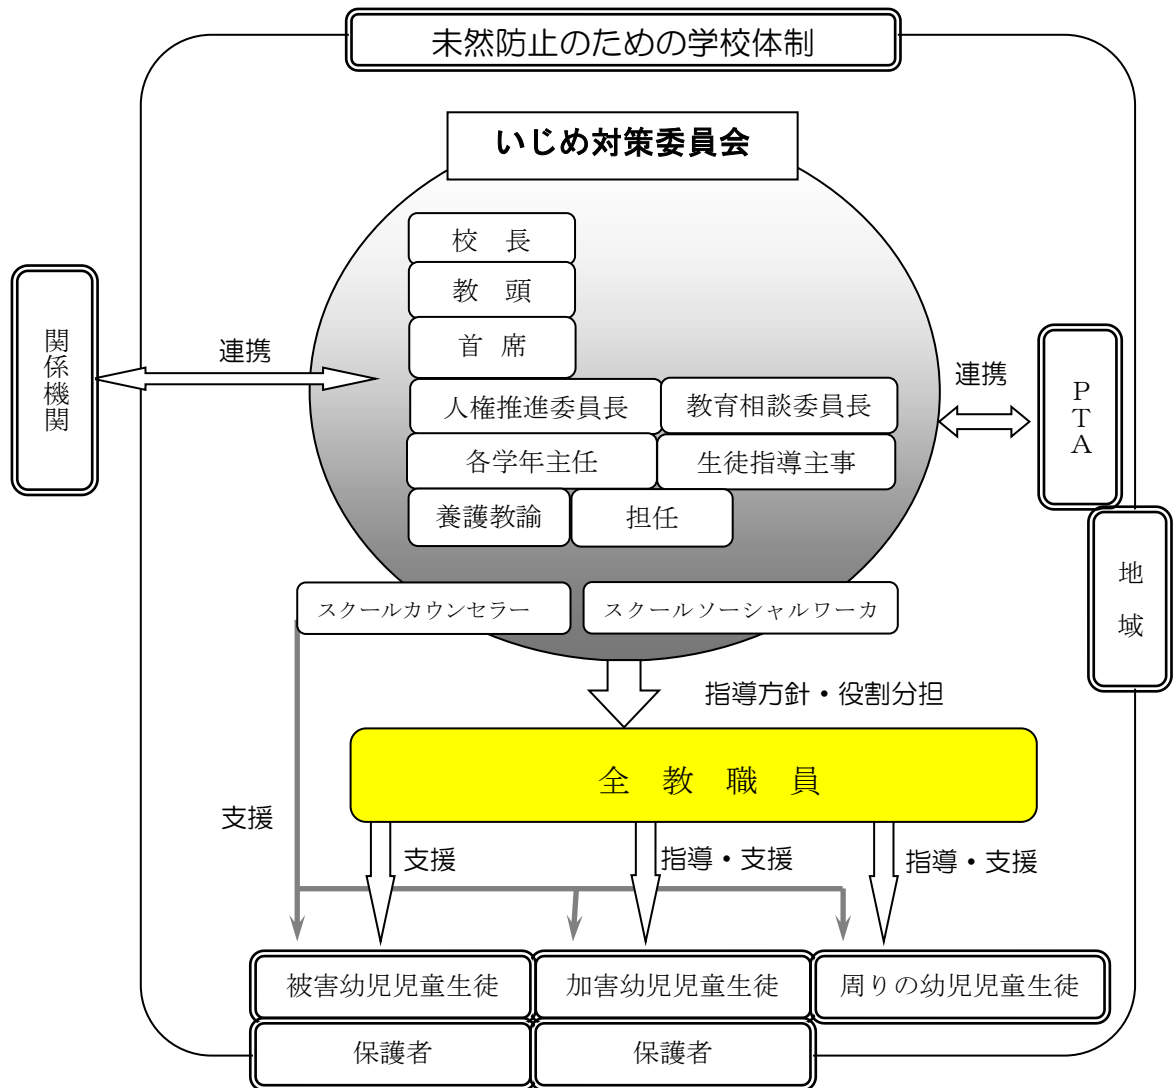 未然防止のための学校体制
いじめ対策委員会
校　長
教　頭
首　席
人権推進委員長
教育相談委員長
各学年主任
生徒指導主事
養護教諭
担任
スクールカウンセラー
スクールソーシャルワーカ
関係機関
連携
連携
PTA
地域
指導方針・役割分担
全　教　職　員
支援
支援
指導・支援
指導・支援
被害幼児児童生徒
加害幼児児童生徒
周りの幼児児童生徒
保護者
保護者